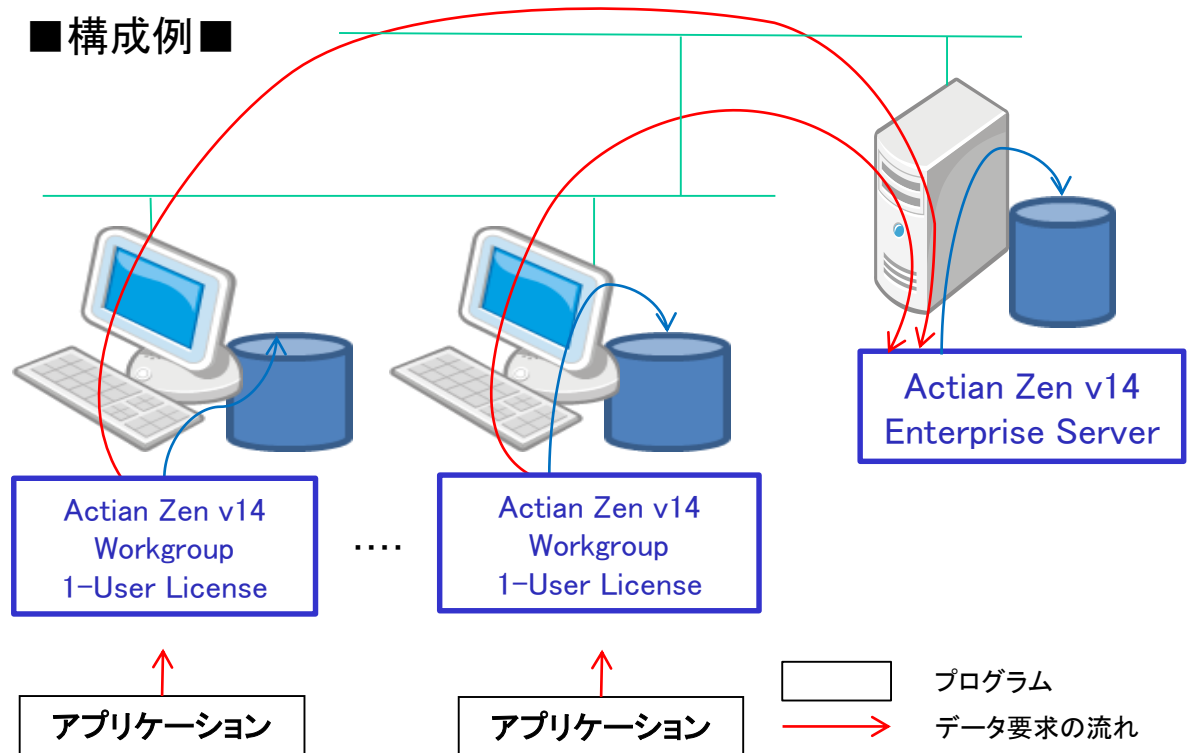 ■構成例■
Actian Zen v14
Enterprise Server
Actian Zen v14
Workgroup
1-User License
....
Actian Zen v14
Workgroup
1-User License
アプリケーション
アプリケーション
プログラム
データ要求の流れ